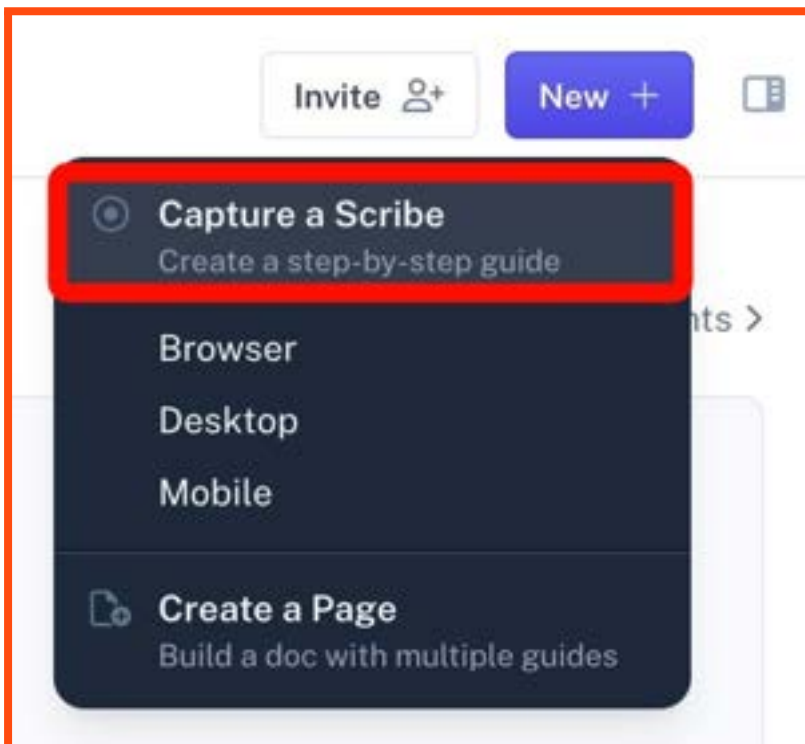 Invite
New
Capture a Scribe
Create a step-by-step guide
Browser
Desktop
Mobile
Create a Page
Build a doc with multiple guides